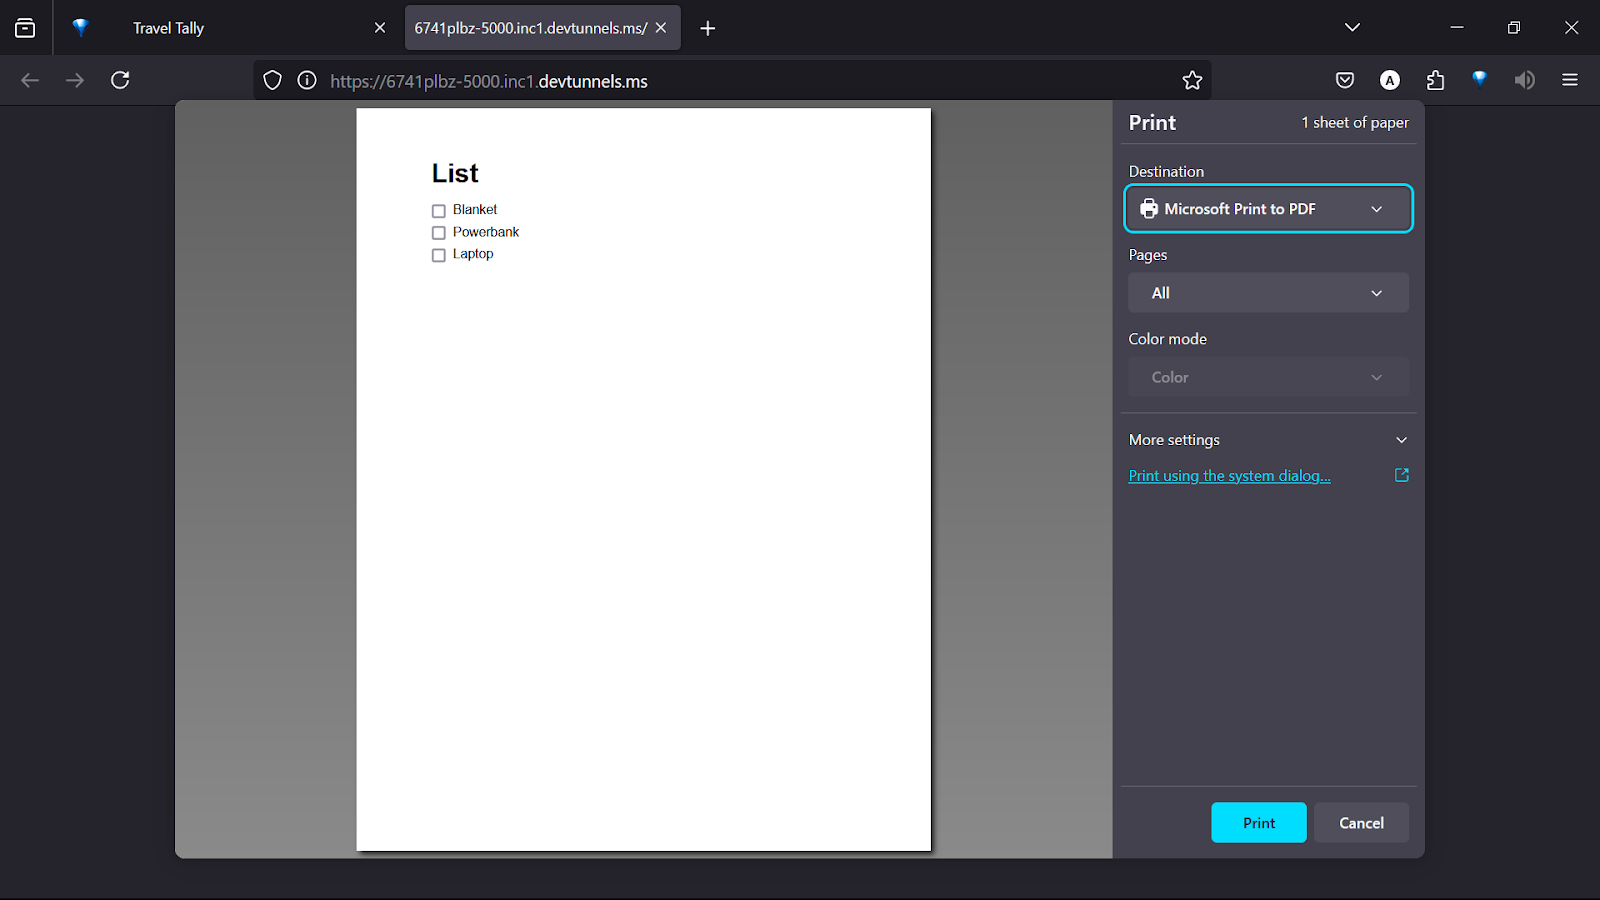 Travel Tally
6741plbz-5000.inc1.devtunnels.ms/
https://6741plbz-5000.inc1.devtunnels.ms
List
Blanket
Powerbank
Laptop
Print
1 sheet of paper
Destination
Microsoft Print to PDF
Pages
All
Color mode
Color
More settings
Print using the system dialog...
Print
Cancel
A